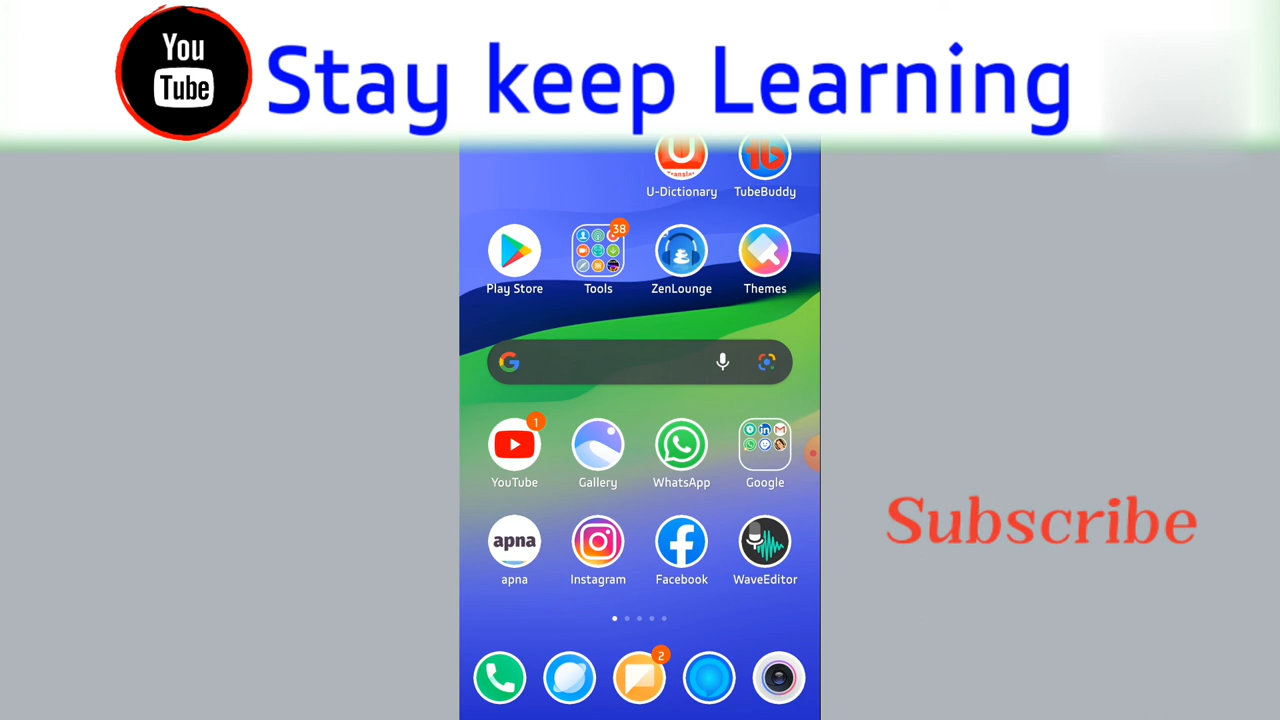 You
Tube
Stay keep Learning
U
U-Dictionary TubeBuddy
38
Play Store Tools ZenLounge Themes
1
YouTube Gallery WhatsApp Google
apna
apna Instagram Facebook WaveEditor
Subscribe
2